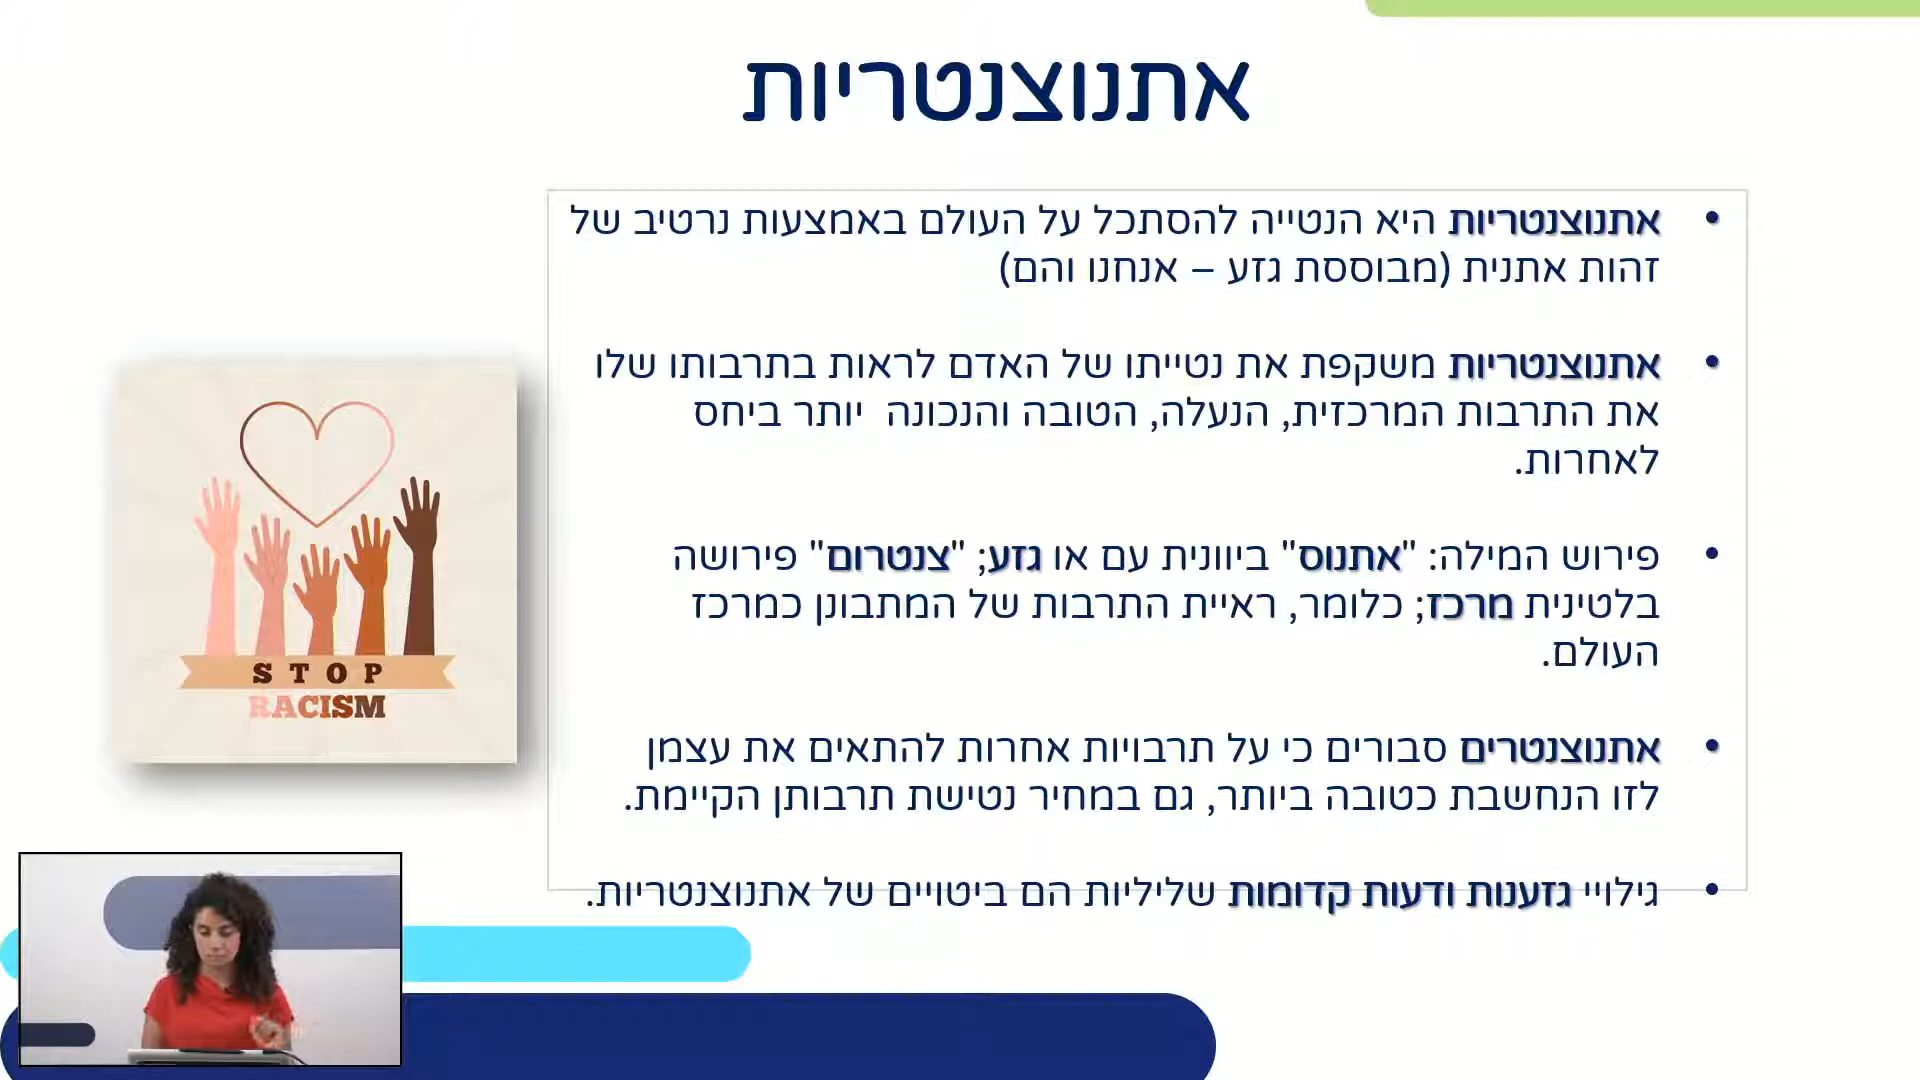 אתנוצנטריות
• אתנוצנטריות היא הנטייה להסתכל על העולם באמצעות נרטיב של
זהות אתנית (מבוססת גזע – אנחנו והם)
• אתנוצנטריות משקפת את נטייתו של האדם לראות בתרבותו שלו
את התרבות המרכזית, הנעלה, הטובה והנכונה  יותר ביחס
לאחרות.
• פירוש המילה: "אתנוס" ביוונית עם או גזע; "צנטרום" פירושה
בלטינית מרכז; כלומר, ראיית התרבות של המתבונן כמרכז
העולם.
• אתנוצנטרים סבורים כי על תרבויות אחרות להתאים את עצמן
לזו הנחשבת כטובה ביותר, גם במחיר נטישת תרבותן הקיימת.
• גילויי גזענות ודעות קדומות שליליות הם ביטויים של אתנוצנטריות.
STOP
RACISM